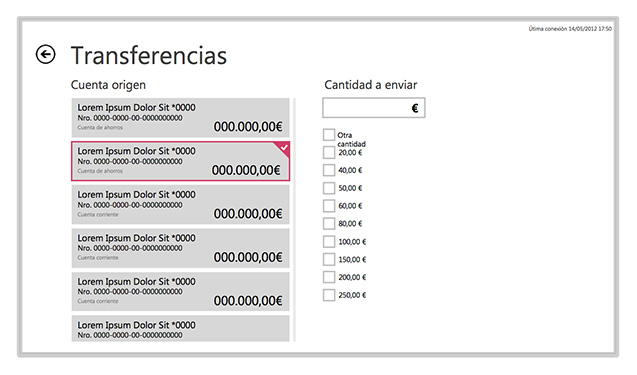 Útima conexión 14/05/2012 17:50
Transferencias
Cuenta origen
Lorem Ipsum Dolor Sit *0000
Nro. 0000-0000-00-0000000000
Cuenta de ahorros
000.000,00€
Lorem Ipsum Dolor Sit *0000
Nro. 0000-0000-00-0000000000
Cuenta de ahorros
000.000,00€
Lorem Ipsum Dolor Sit *0000
Nro. 0000-0000-00-0000000000
Cuenta corriente
000.000,00€
Lorem Ipsum Dolor Sit *0000
Nro. 0000-0000-00-0000000000
Cuenta corriente
000.000,00€
Lorem Ipsum Dolor Sit *0000
Nro. 0000-0000-00-0000000000
Cuenta corriente
000.000,00€
Lorem Ipsum Dolor Sit *0000
Nro. 0000-0000-00-0000000000
Cantidad a enviar
€
Otra
cantidad
20,00 €
40,00 €
50,00 €
60,00 €
80,00 €
100,00 €
150,00 €
200,00 €
250,00 €